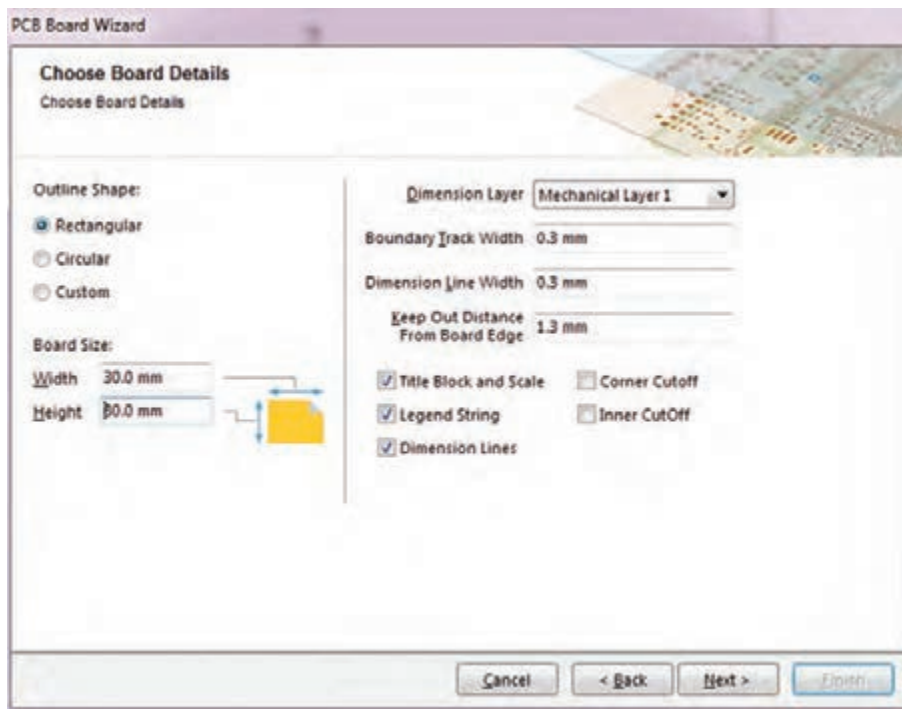 PCB Board Wizard
Choose Board Details
Choose Board Details
Outline Shape:
Rectangular
Circular
Custom
Board Size:
Width 30.0 mm
Height
Dimension Layer Mechanical Layer 1
Boundary Track Width 0.3 mm
Dimension Line Width 0.3 mm
Keep Out Distance
From Board Edge 1.3 mm
Title Block and Scale Corner Cutoff
Legend String Inner CutOff
Dimension Lines
Cancel < Back Next > Finish